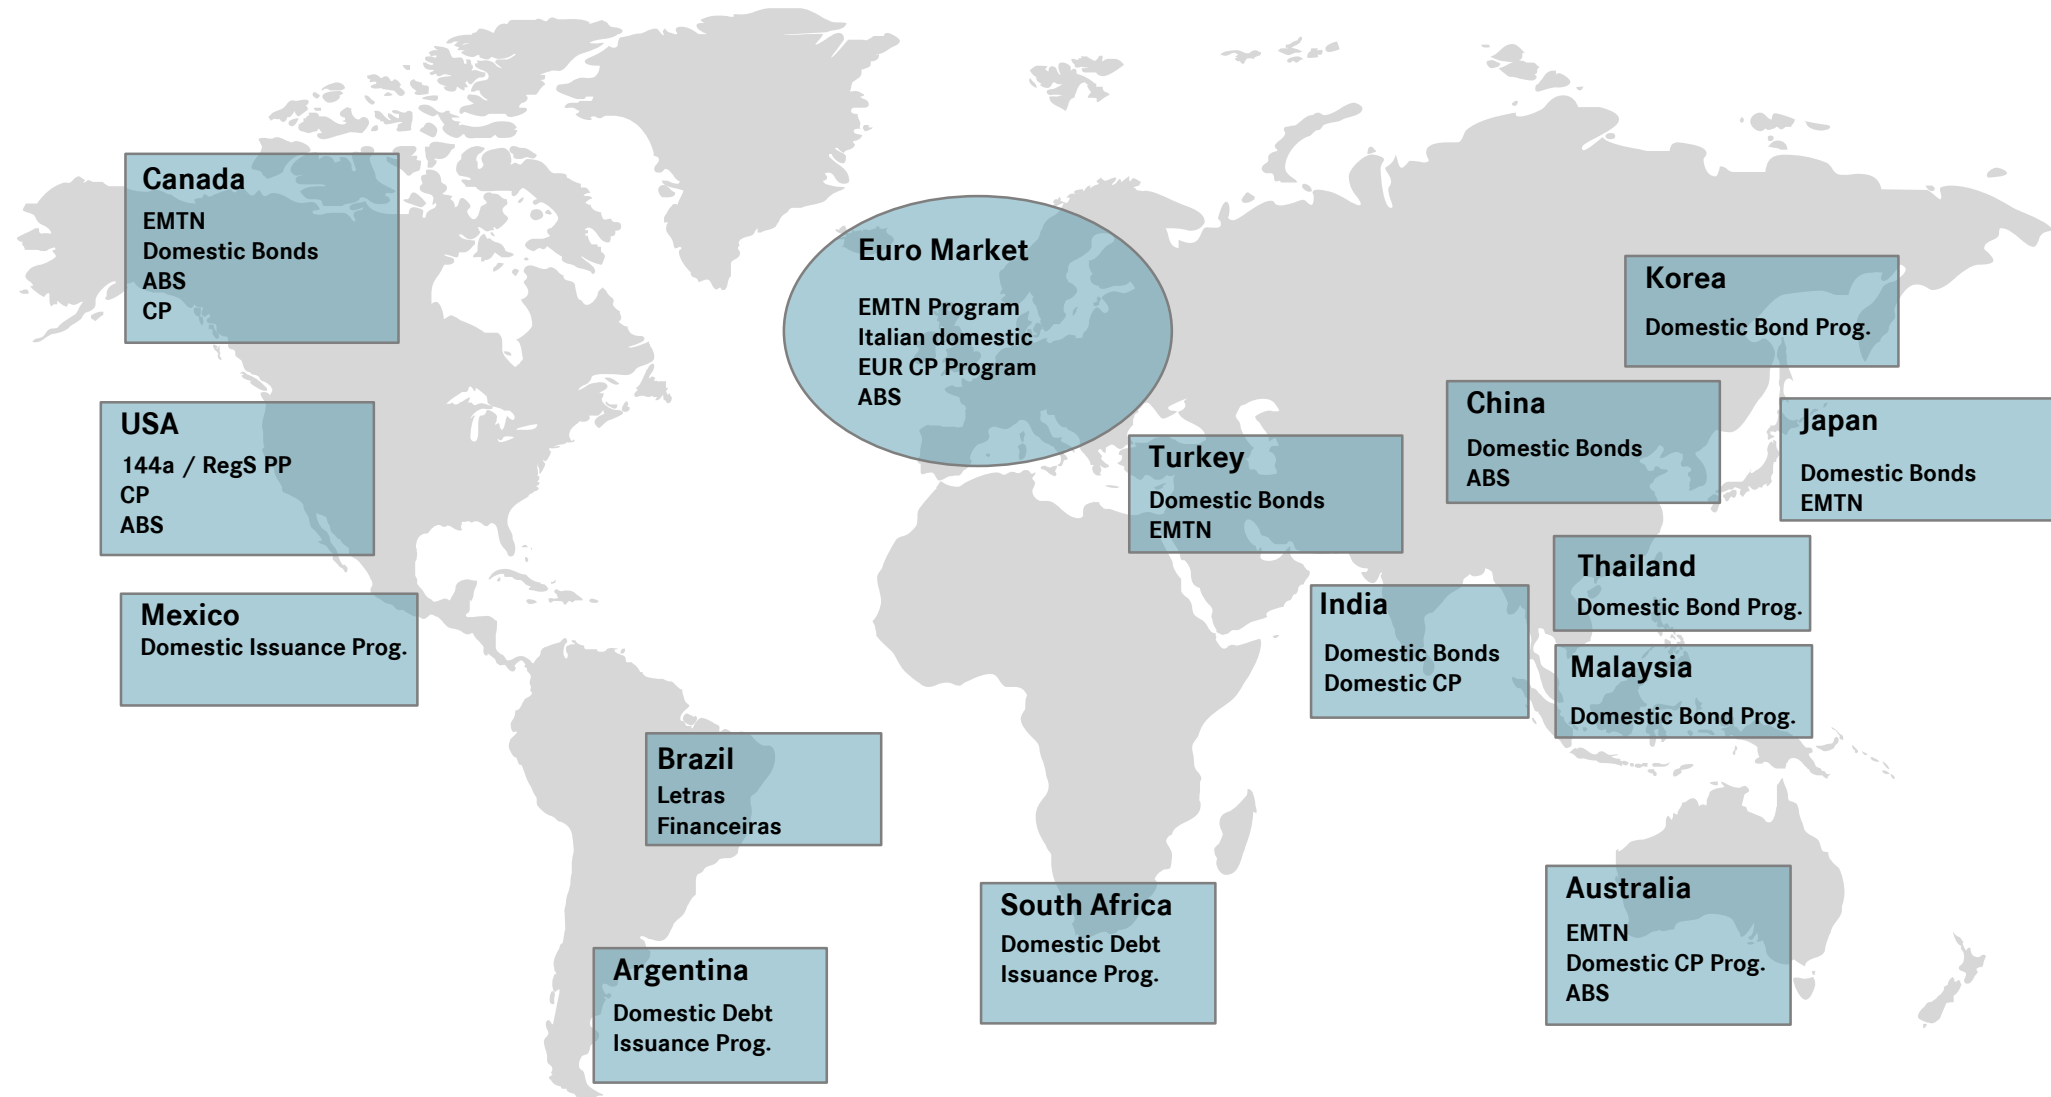 Canada
EMTN
Domestic Bonds
ABS
CP
USA
144a / RegS PP
CP
ABS
Mexico
Domestic Issuance Prog.
Brazil
Letras
Financeiras
Argentina
Domestic Debt
Issuance Prog.
Euro Market
EMTN Program
Italian domestic
EUR CP Program
ABS
Turkey
Domestic Bonds
EMTN
South Africa
Domestic Debt
Issuance Prog.
Korea
Domestic Bond Prog.
China
Domestic Bonds
ABS
Japan
Domestic Bonds
EMTN
India
Domestic Bonds
Domestic CP
Thailand
Domestic Bond Prog.
Malaysia
Domestic Bond Prog.
Australia
EMTN
Domestic CP Prog.
ABS